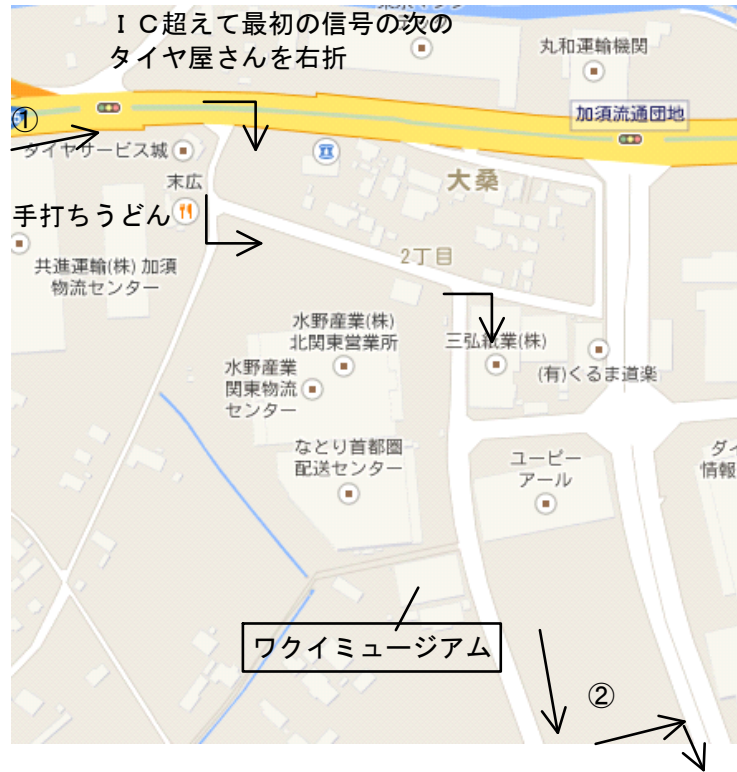 ＩＣ超えて最初の信号の次の
タイヤ屋さんを右折
丸和運輸機関
加須流通団地
①
タイヤサービス城
末広
手打ちうどん
大桑
2丁目
共進運輸(株) 加須
物流センター
水野産業(株)
北関東営業所
三弘紙業(株)
(有)くるま道楽
水野産業
関東物流
センター
なとり首都圏
配送センター
ユーピー
アール
情報
ワクイミュージアム
②